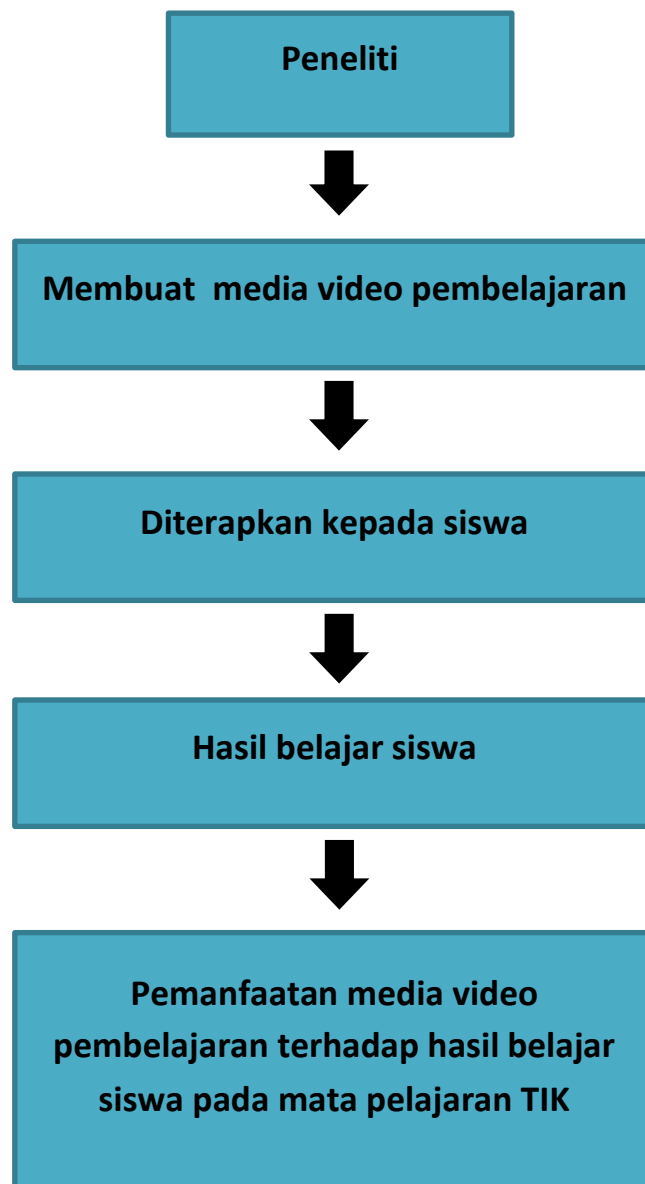 Peneliti
Membuat media video pembelajaran
Diterapkan kepada siswa
Hasil belajar siswa
Pemanfaatan media video
pembelajaran terhadap hasil belajar
siswa pada mata pelajaran TIK